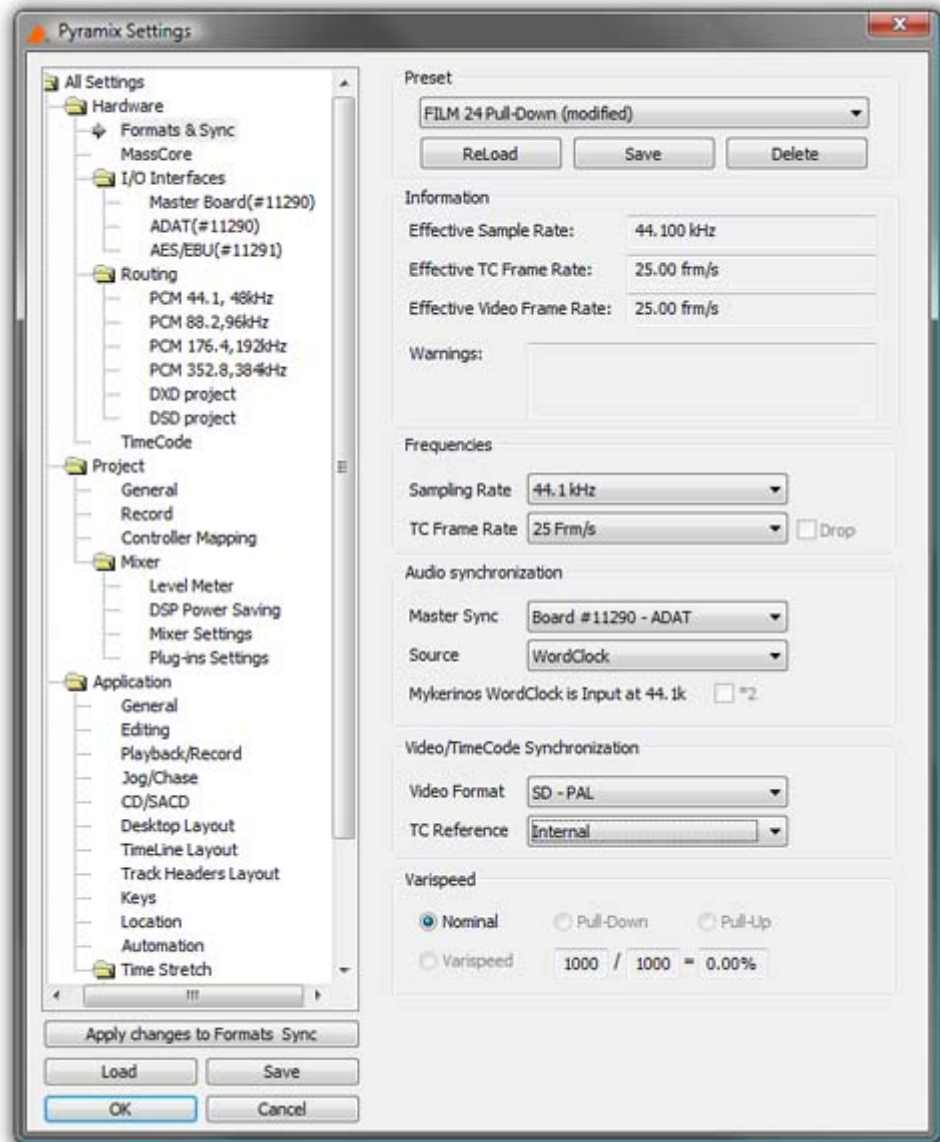 Pyramix Settings
All Settings
Hardware
Formats & Sync
MassCore
I/O Interfaces
Master Board(#11290)
ADAT(#11290)
AES/EBU(#11291)
Routing
PCM 44.1, 48kHz
PCM 88.2,96kHz
PCM 176.4,192kHz
PCM 352.8,384kHz
DXD project
DSD project
TimeCode
Project
General
Record
Controller Mapping
Mixer
Level Meter
DSP Power Saving
Mixer Settings
Plug-ins Settings
Application
General
Editing
Playback/Record
Jog/Chase
CD/SACD
Desktop Layout
TimeLine Layout
Track Headers Layout
Keys
Location
Automation
Time Stretch
Apply changes to Formats Sync
Load Save
OK Cancel
Preset
FILM 24 Pull-Down (modified)
ReLoad Save Delete
Information
Effective Sample Rate: 44.100 kHz
Effective TC Frame Rate: 25.00 frm/s
Effective Video Frame Rate: 25.00 frm/s
Warnings:
Frequencies
Sampling Rate 44.1 kHz
TC Frame Rate 25 Frm/s Drop
Audio synchronization
Master Sync Board #11290 - ADAT
Source WordClock
Mykerinos WordClock is Input at 44.1k *2
Video/TimeCode Synchronization
Video Format SD - PAL
TC Reference Internal
Varispeed
Nominal Pull-Down Pull-Up
Varispeed 1000 / 1000 = 0.00%